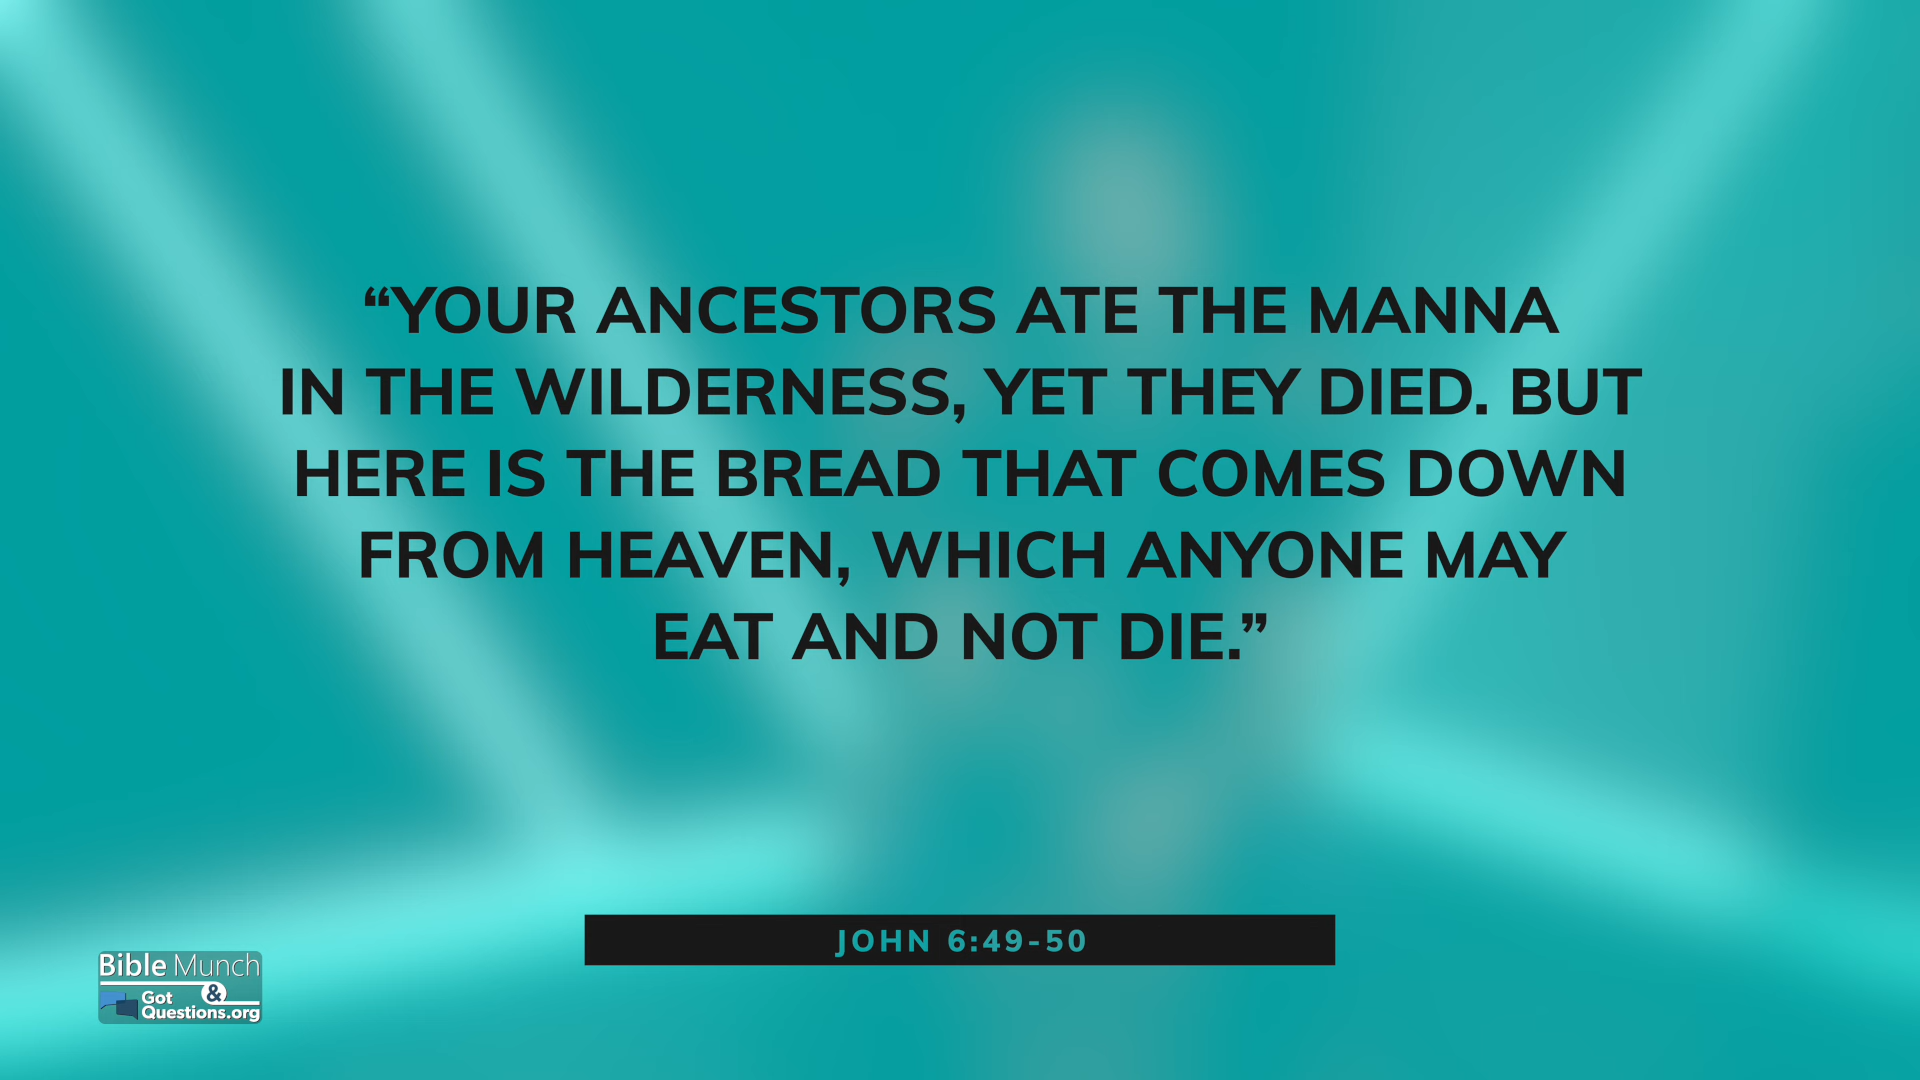 “YOUR ANCESTORS ATE THE MANNA
IN THE WILDERNESS, YET THEY DIED. BUT
HERE IS THE BREAD THAT COMES DOWN
FROM HEAVEN, WHICH ANYONE MAY
EAT AND NOT DIE.”
JOHN 6:49-50
Bible Munch
&
Got
Questions.org